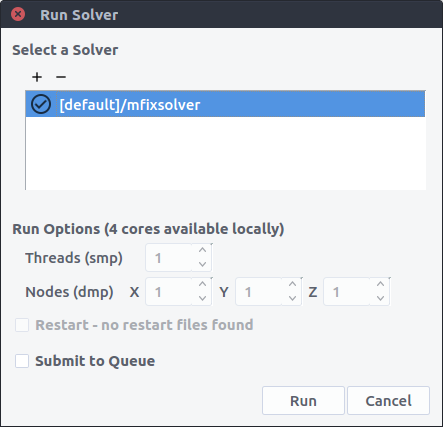 Run Solver
Select a Solver
+ −
[default]/mfixsolver
Run Options (4 cores available locally)
Threads (smp) 1
Nodes (dmp) X 1 Y 1 Z 1
Restart - no restart files found
Submit to Queue
Run Cancel